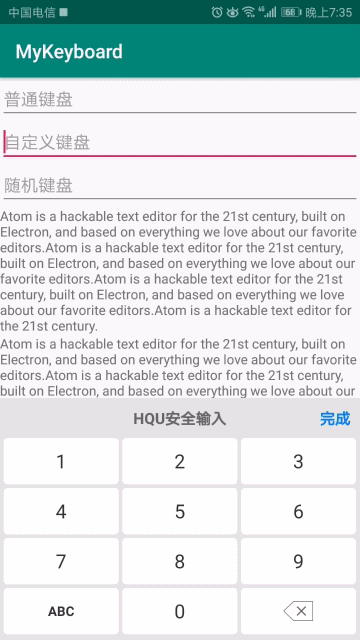 中国电信 4G 68 晚上7:35
MyKeyboard
普通键盘
自定义键盘
随机键盘
Atom is a hackable text editor for the 21st century, built on
Electron, and based on everything we love about our favorite
editors.Atom is a hackable text editor for the 21st century,
built on Electron, and based on everything we love about our
favorite editors.Atom is a hackable text editor for the 21st
century, built on Electron, and based on everything we love
about our favorite editors.Atom is a hackable text editor for
the 21st century.
Atom is a hackable text editor for the 21st century, built on
Electron, and based on everything we love about our favorite
editors.Atom is a hackable text editor for the 21st century,
built on Electron, and based on everything we love about our
HQU安全输入 完成
1 2 3
4 5 6
7 8 9
ABC 0